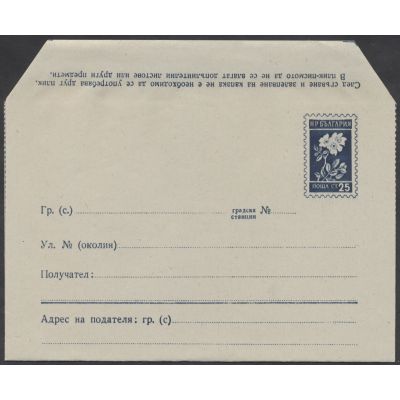 След сгъване и залепване на капака не е необходимо да се употребява друг плик.
В плик-писмото да не се влагат допълнителни листове или други предмети.
НР БЪЛГАРИЯ
ПОЩА СТ. 25
Гр. (с.) градска станция №
Ул. № (околия)
Получател:
Адрес на подателя: гр. (с)